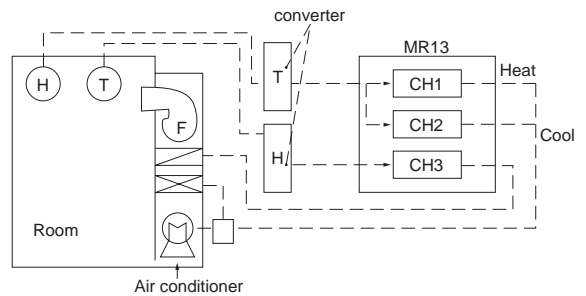 converter
MR13
H
T
T
CH1
Heat
F
CH2
Cool
H
CH3
Room
Air conditioner